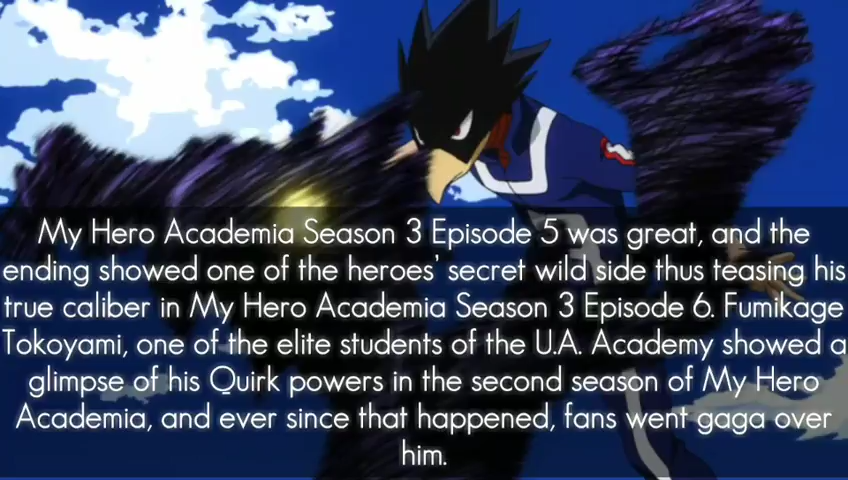 My Hero Academia Season 3 Episode 5 was great, and the
ending showed one of the heroes' secret wild side thus teasing his
true caliber in My Hero Academia Season 3 Episode 6. Fumikage
Tokoyami, one of the elite students of the U.A. Academy showed a
glimpse of his Quirk powers in the second season of My Hero
Academia, and ever since that happened, fans went gaga over
him.